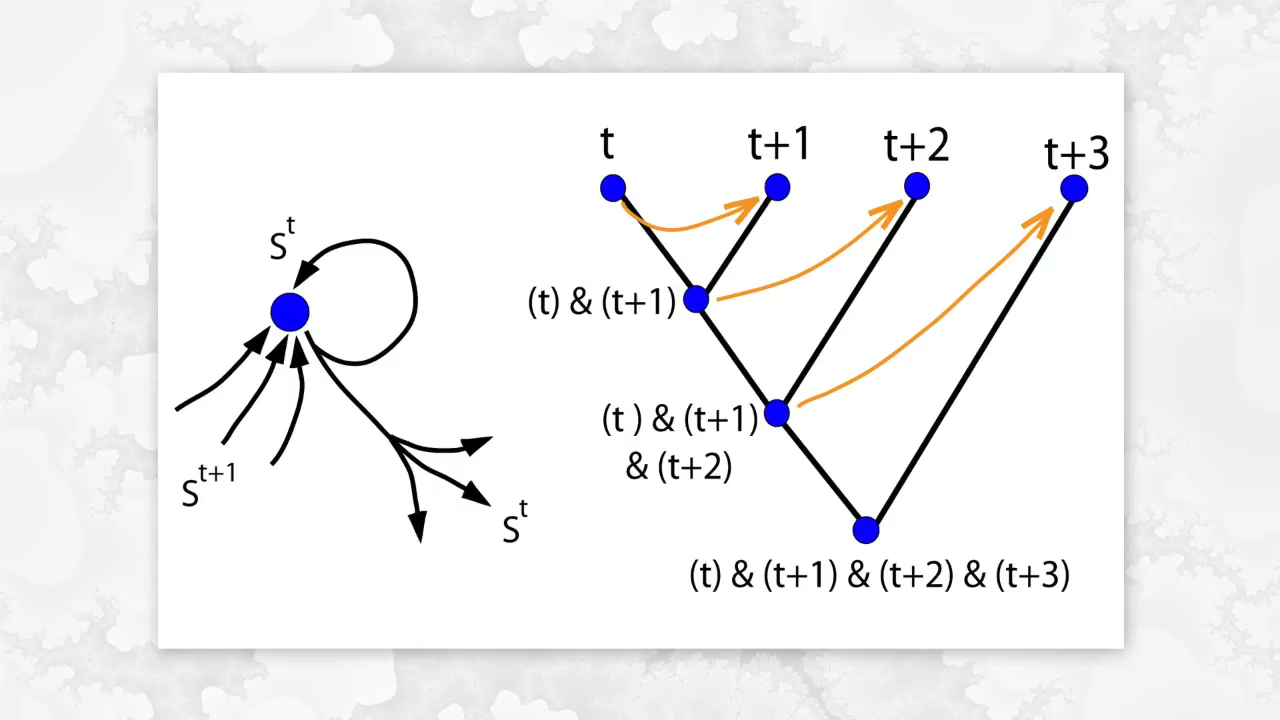 S^t
S^t+1
S^t
t
t+1
t+2
t+3
(t) & (t+1)
(t ) & (t+1)
& (t+2)
(t) & (t+1) & (t+2) & (t+3)